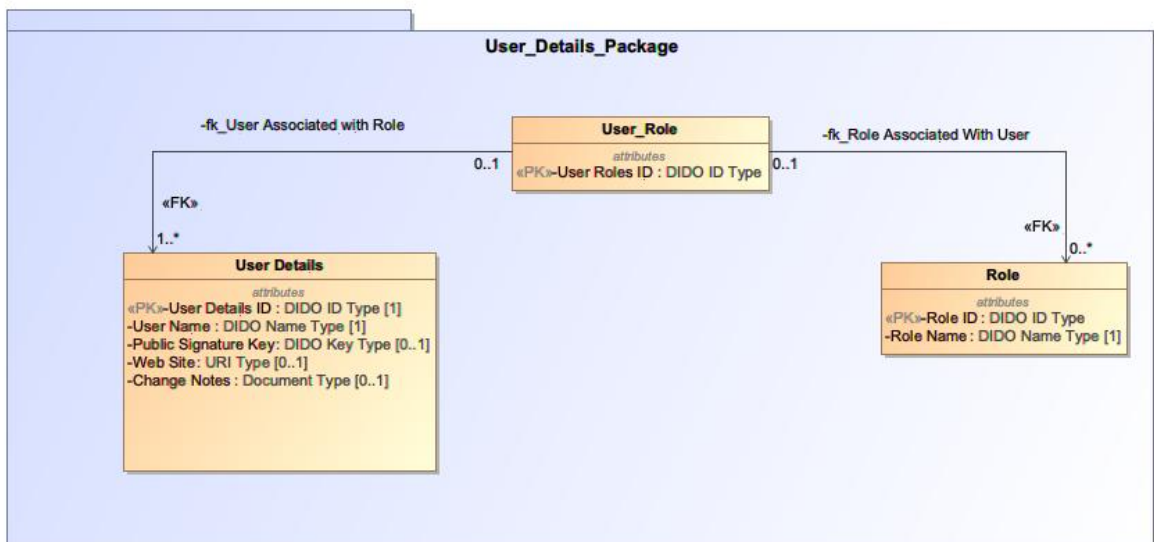 User_Details_Package
-fk_User Associated with Role
User_Role
attributes
«PK»-User Roles ID : DIDO ID Type
-fk_Role Associated With User
0..1
0..1
«FK»
«FK»
1..*
0..*
User Details
attributes
«PK»-User Details ID : DIDO ID Type [1]
-User Name : DIDO Name Type [1]
-Public Signature Key: DIDO Key Type [0..1]
-Web Site: URI Type [0..1]
-Change Notes : Document Type [0..1]
Role
attributes
«PK»-Role ID : DIDO ID Type
-Role Name : DIDO Name Type [1]